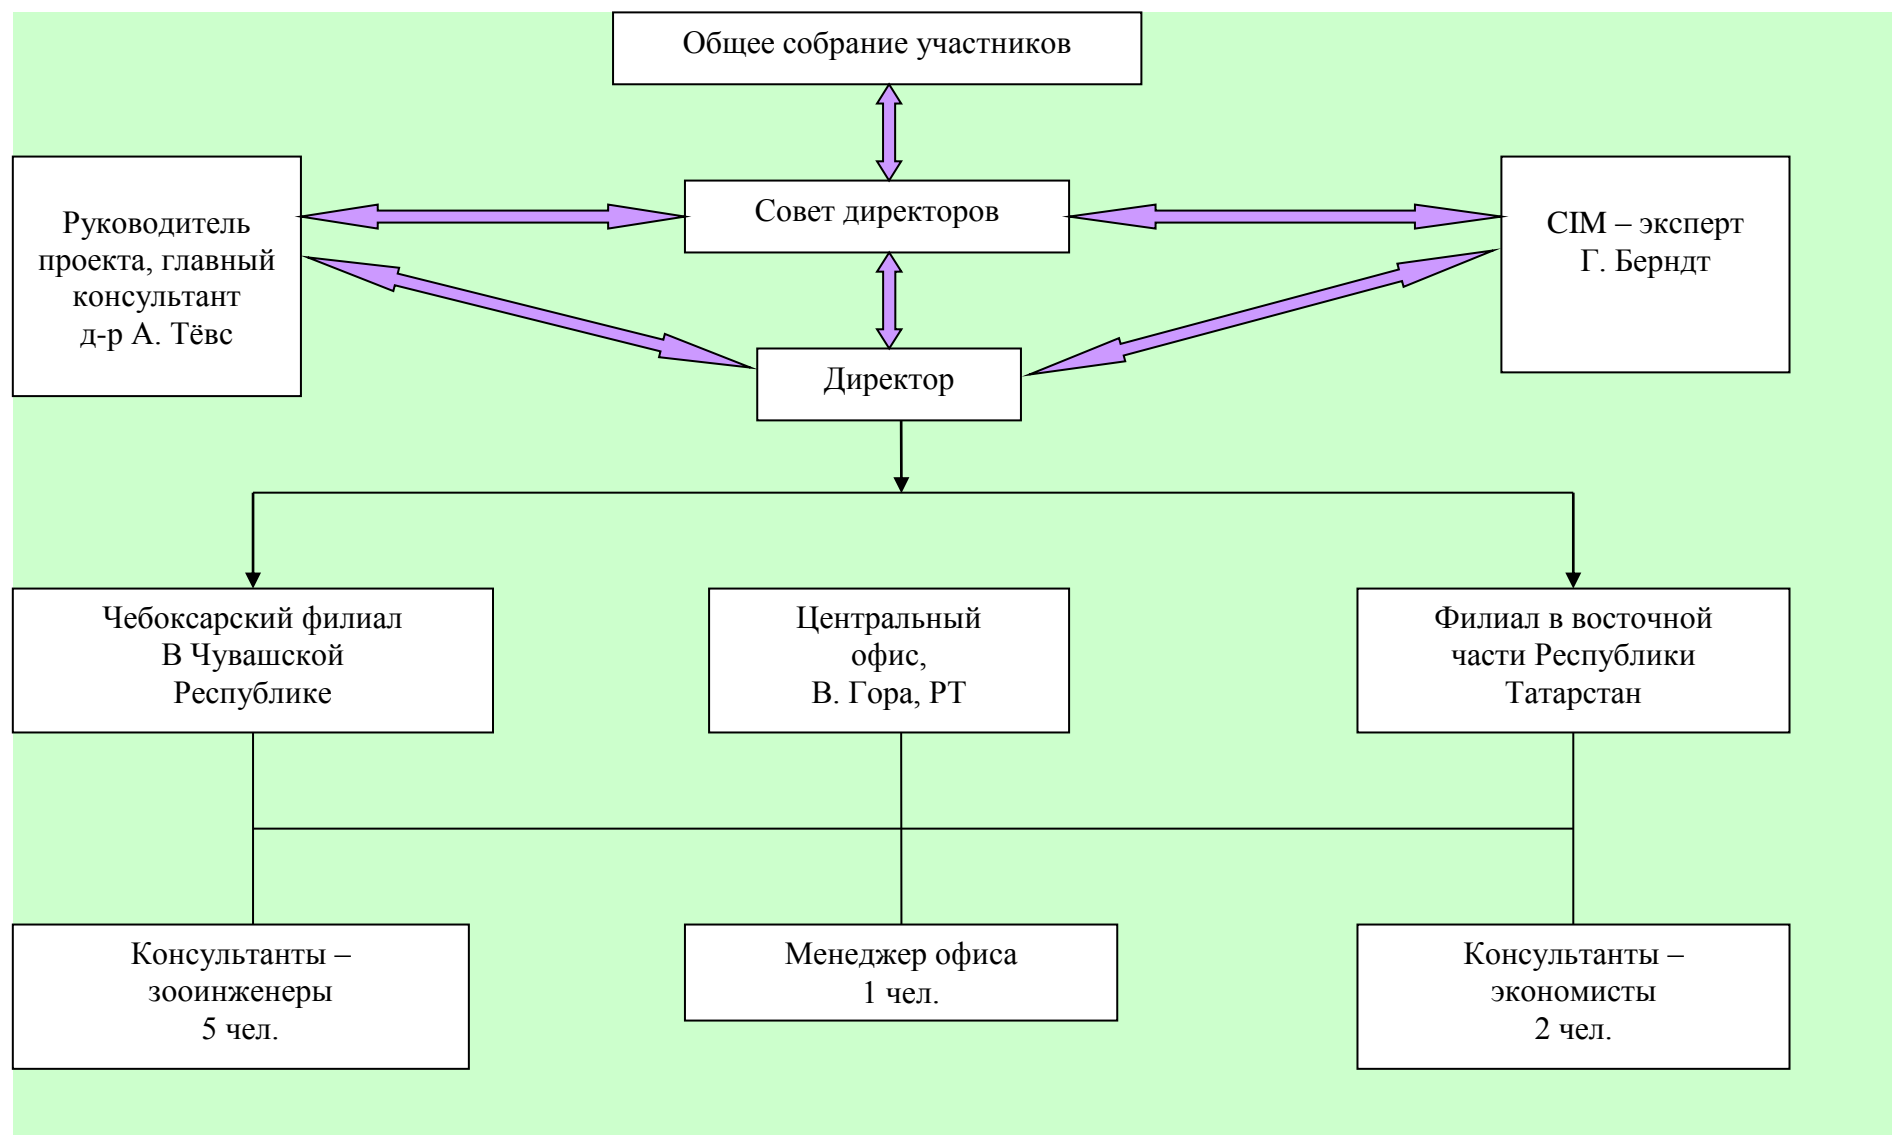 Общее собрание участников
Руководитель
проекта, главный
консультант
д-р А. Тёвс
Совет директоров
CIM – эксперт
Г. Берндт
Директор
Чебоксарский филиал
В Чувашской
Республике
Центральный
офис,
В. Гора, РТ
Филиал в восточной
части Республики
Татарстан
Консультанты –
зооинженеры
5 чел.
Менеджер офиса
1 чел.
Консультанты –
экономисты
2 чел.